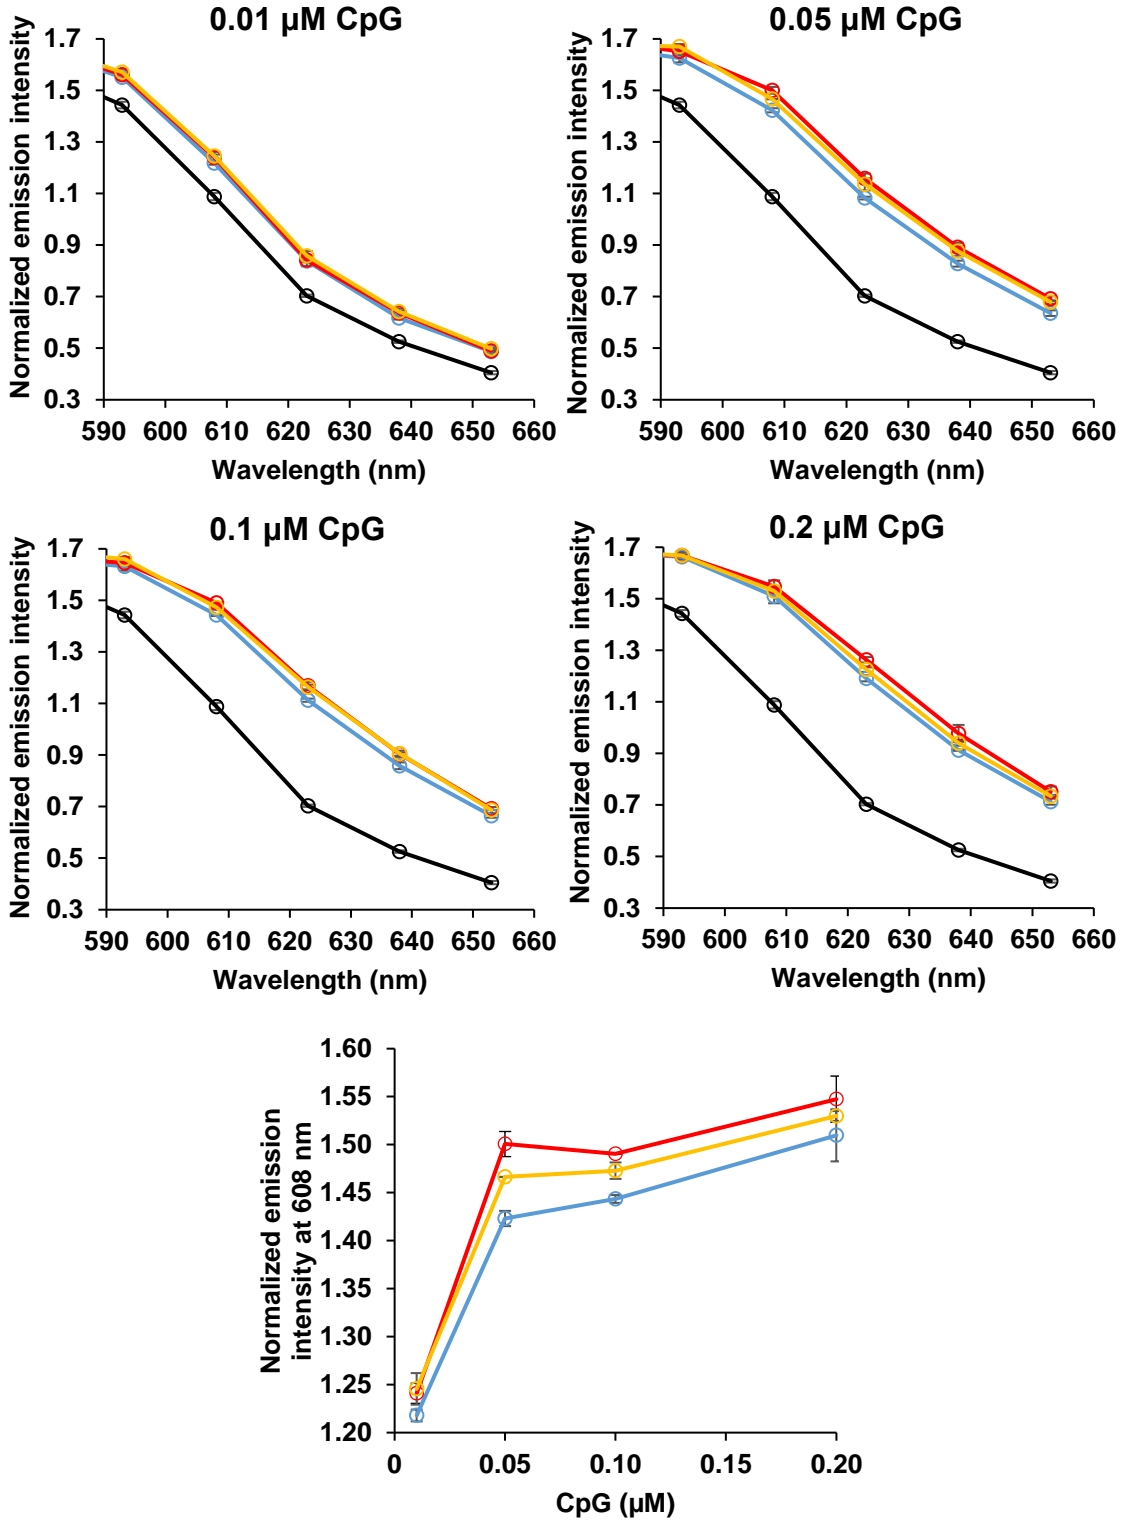 0.01 µM CpG
Normalized emission intensity
1.7
1.5
1.3
1.1
0.9
0.7
0.5
0.3
590 600 610 620 630 640 650 660
Wavelength (nm)
0.05 µM CpG
Normalized emission intensity
1.7
1.5
1.3
1.1
0.9
0.7
0.5
0.3
590 600 610 620 630 640 650 660
Wavelength (nm)
0.1 µM CpG
Normalized emission intensity
1.7
1.5
1.3
1.1
0.9
0.7
0.5
0.3
590 600 610 620 630 640 650 660
Wavelength (nm)
0.2 µM CpG
Normalized emission intensity
1.7
1.5
1.3
1.1
0.9
0.7
0.5
0.3
590 600 610 620 630 640 650 660
Wavelength (nm)
Normalized emission
intensity at 608 nm
1.60
1.55
1.50
1.45
1.40
1.35
1.30
1.25
1.20
0 0.05 0.10 0.15 0.20
CpG (µM)